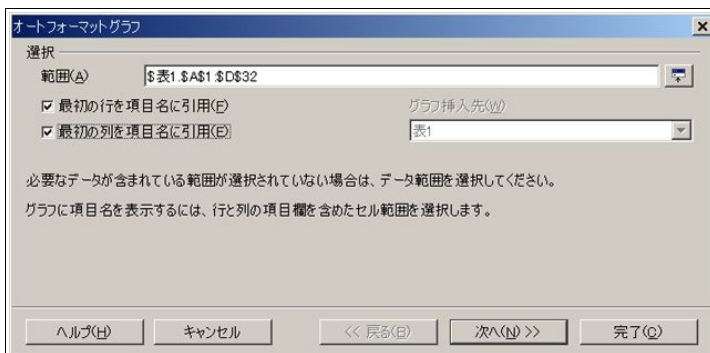 オートフォーマットグラフ
選択
範囲(A)
$表1.$A$1:$D$32
最初の行を項目名に引用(F)
グラフ挿入先(W)
最初の列を項目名に引用(E)
表1
必要なデータが含まれている範囲が選択されていない場合は、データ範囲を選択してください。
グラフに項目名を表示するには、行と列の項目欄を含めたセル範囲を選択します。
ヘルプ(H) キャンセル << 戻る(B) 次へ(N) >> 完了(C)